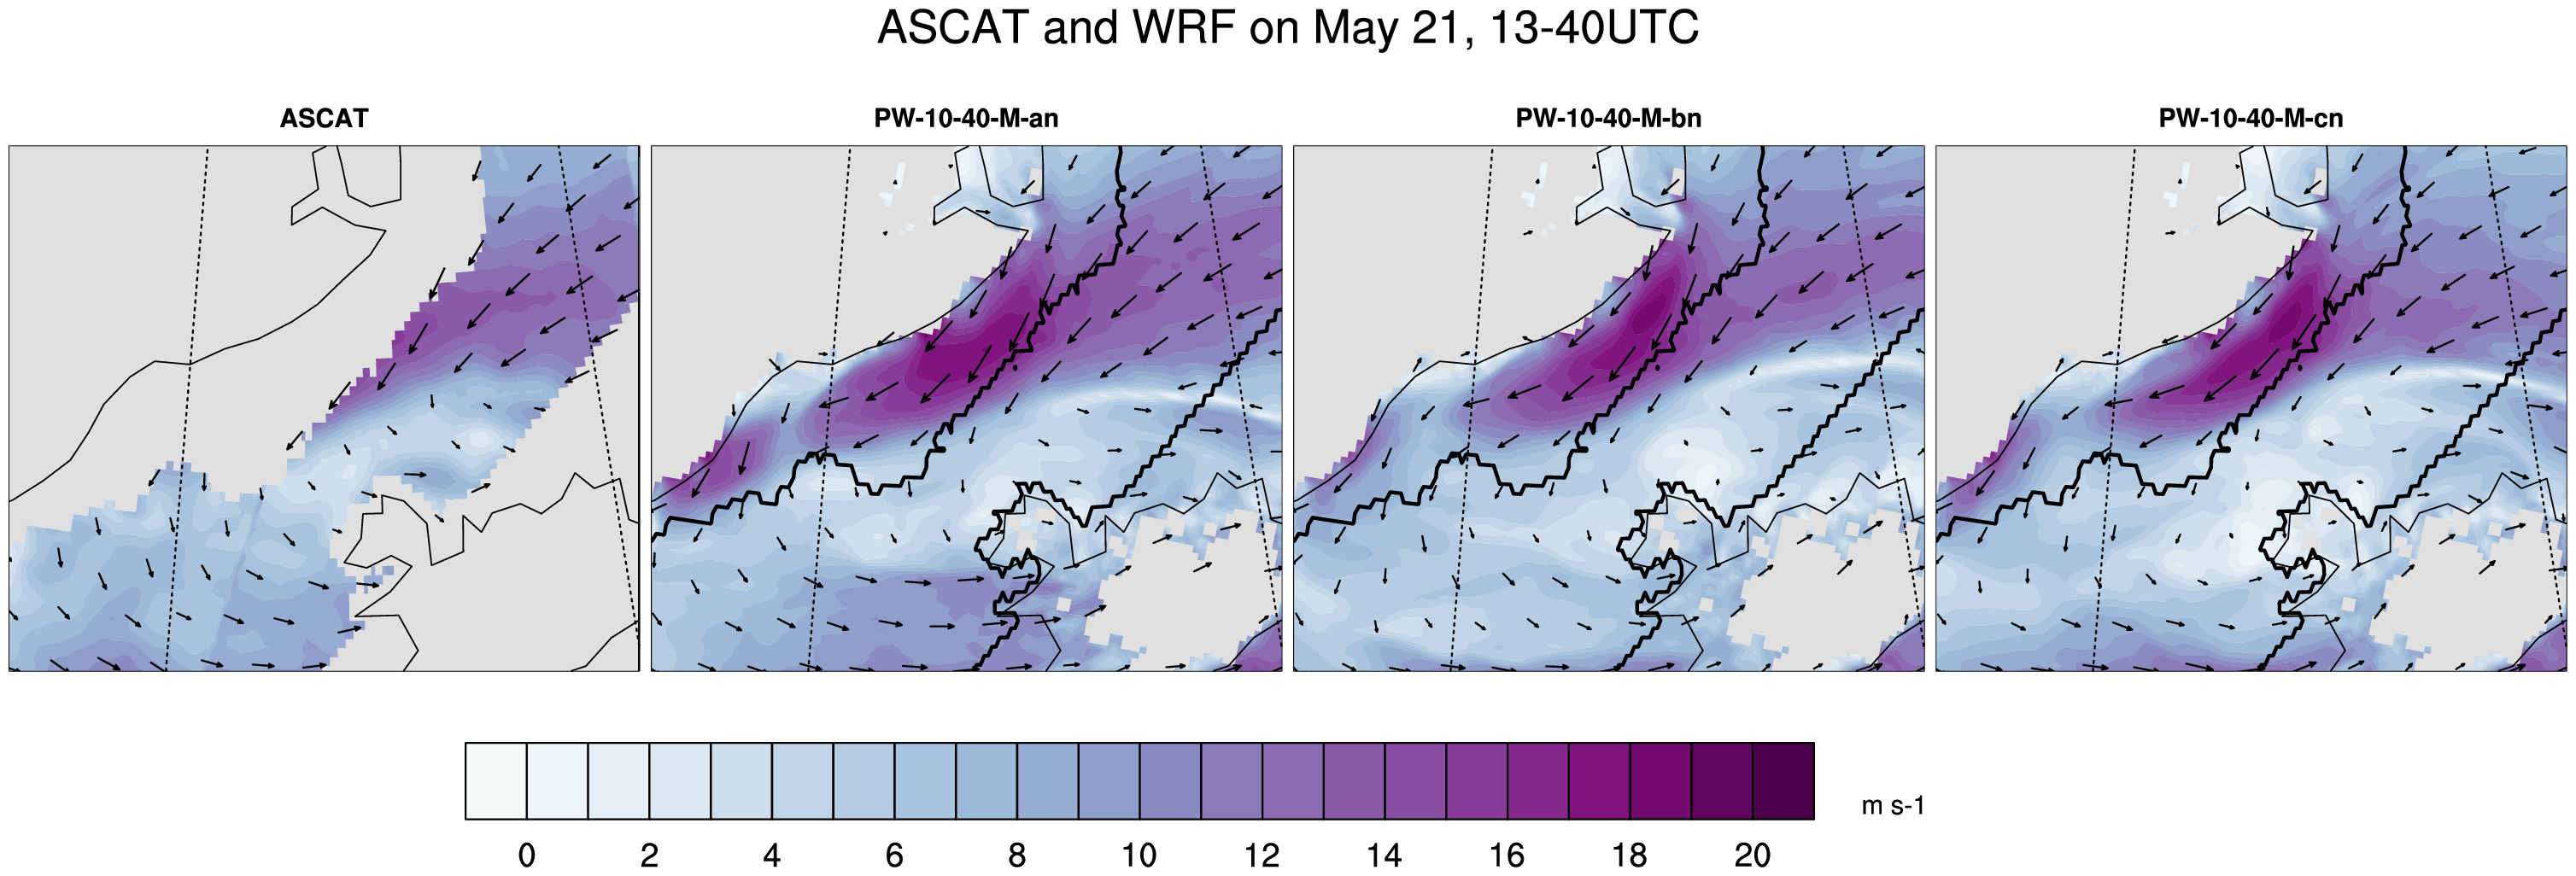 ASCAT and WRF on May 21, 13-40UTC
ASCAT
PW-10-40-M-an
PW-10-40-M-bn
PW-10-40-M-cn
m s-1
0 2 4 6 8 10 12 14 16 18 20